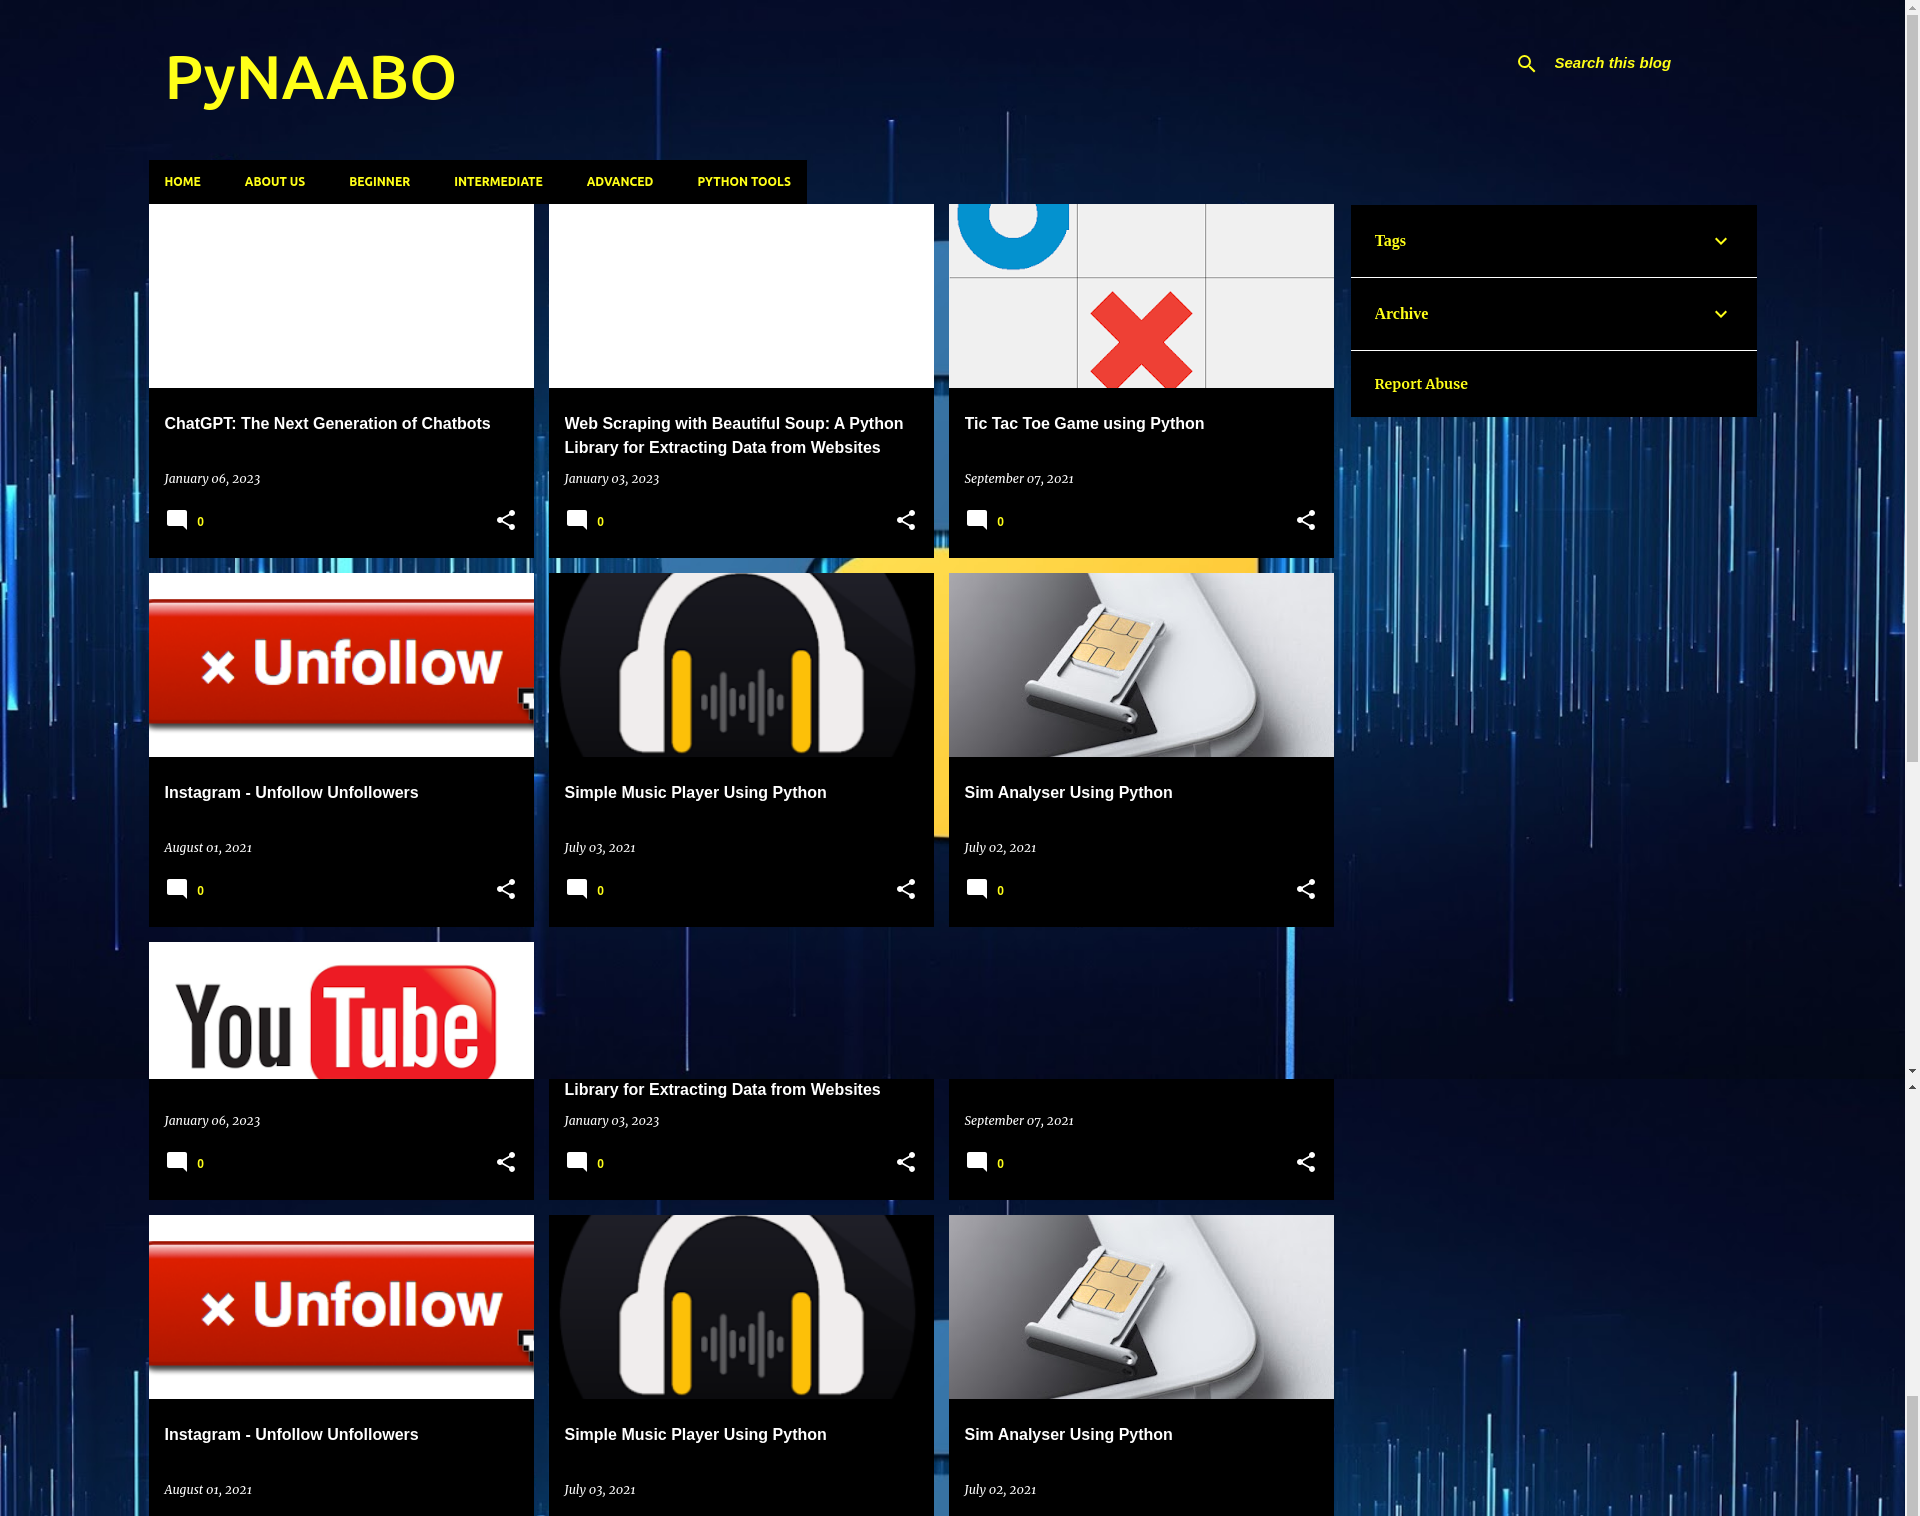 PyNAABO
Search this blog
HOME
ABOUT US
BEGINNER
INTERMEDIATE
ADVANCED
PYTHON TOOLS
Tags
Archive
Report Abuse
ChatGPT: The Next Generation of Chatbots
January 06, 2023
0
Web Scraping with Beautiful Soup: A Python
Library for Extracting Data from Websites
January 03, 2023
0
Tic Tac Toe Game using Python
September 07, 2021
0
× Unfollow
Instagram - Unfollow Unfollowers
August 01, 2021
0
Simple Music Player Using Python
July 03, 2021
0
Sim Analyser Using Python
July 02, 2021
0
YouTube
January 06, 2023
0
Library for Extracting Data from Websites
January 03, 2023
0
September 07, 2021
0
× Unfollow
Instagram - Unfollow Unfollowers
August 01, 2021
Simple Music Player Using Python
July 03, 2021
Sim Analyser Using Python
July 02, 2021